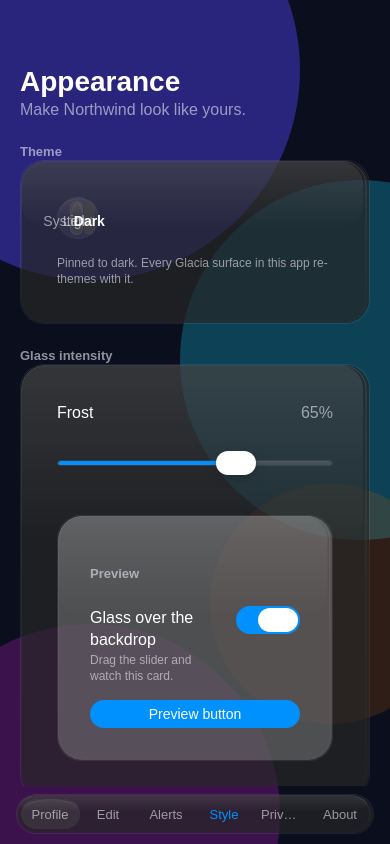 Appearance
Make Northwind look like yours.
Theme
Dark
Pinned to dark. Every Glacia surface in this app re-
themes with it.
Glass intensity
Frost 65%
Preview
Glass over the
backdrop
Drag the slider and
watch this card.
Preview button
Profile Edit Alerts Style Priv… About